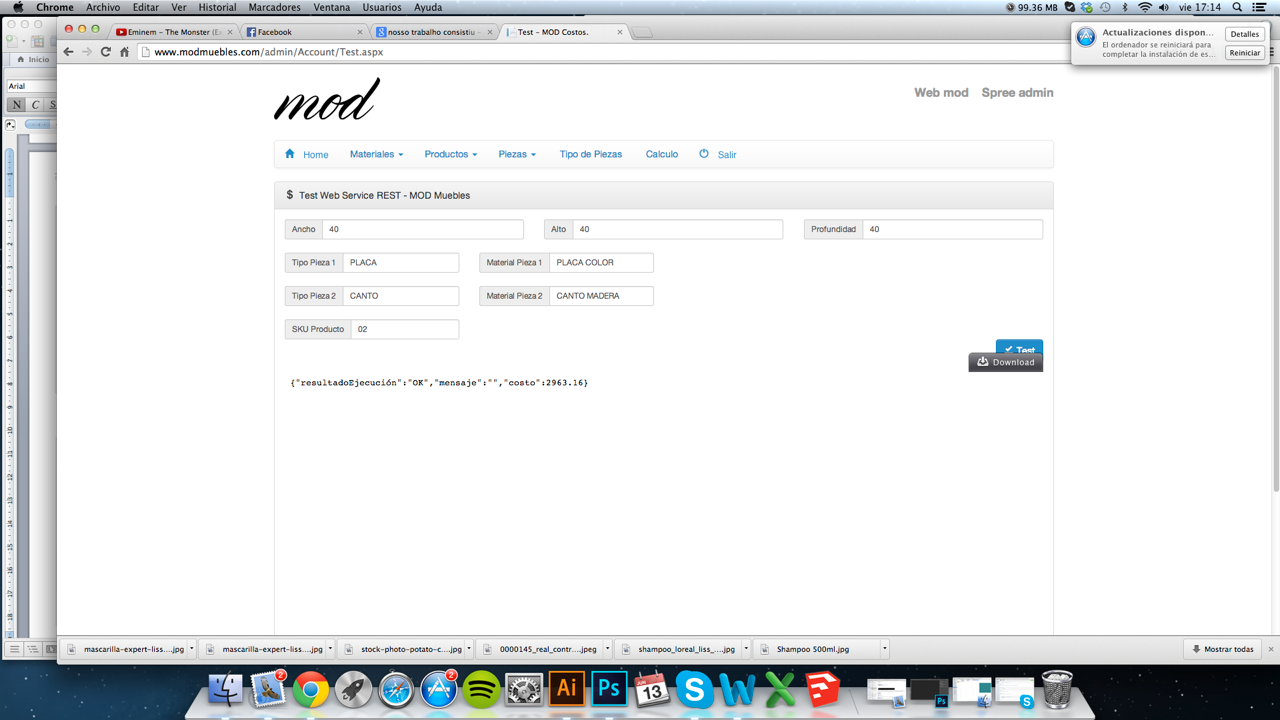 Chrome Archivo Editar Ver Historial Marcadores Ventana Usuarios Ayuda 99.36 MB vie 17:14
Eminem – The Monster (Ex Facebook nosso trabalho consistiu – Test – MOD Costos.
www.modmuebles.com/admin/Account/Test.aspx
Actualizaciones dispon...
El ordenador se reiniciará para
completar la instalación de es...
Detalles
Reiniciar
Inicio
Arial
N C S
mod
Web mod Spree admin
Home Materiales Productos Piezas Tipo de Piezas Calculo Salir
$ Test Web Service REST - MOD Muebles
Ancho 40 Alto 40 Profundidad 40
Tipo Pieza 1 PLACA Material Pieza 1 PLACA COLOR
Tipo Pieza 2 CANTO Material Pieza 2 CANTO MADERA
SKU Producto 02
Test
Download
{"resultadoEjecución":"OK","mensaje":"","costo":2963.16}
mascarilla-expert-liss....jpg mascarilla-expert-liss....jpg stock-photo-potato-c....jpg 0000145_real_contr....jpeg shampoo_loreal_liss_....jpg Shampoo 500ml.jpg Mostrar todas
2 2 Ai Ps 13 S W X